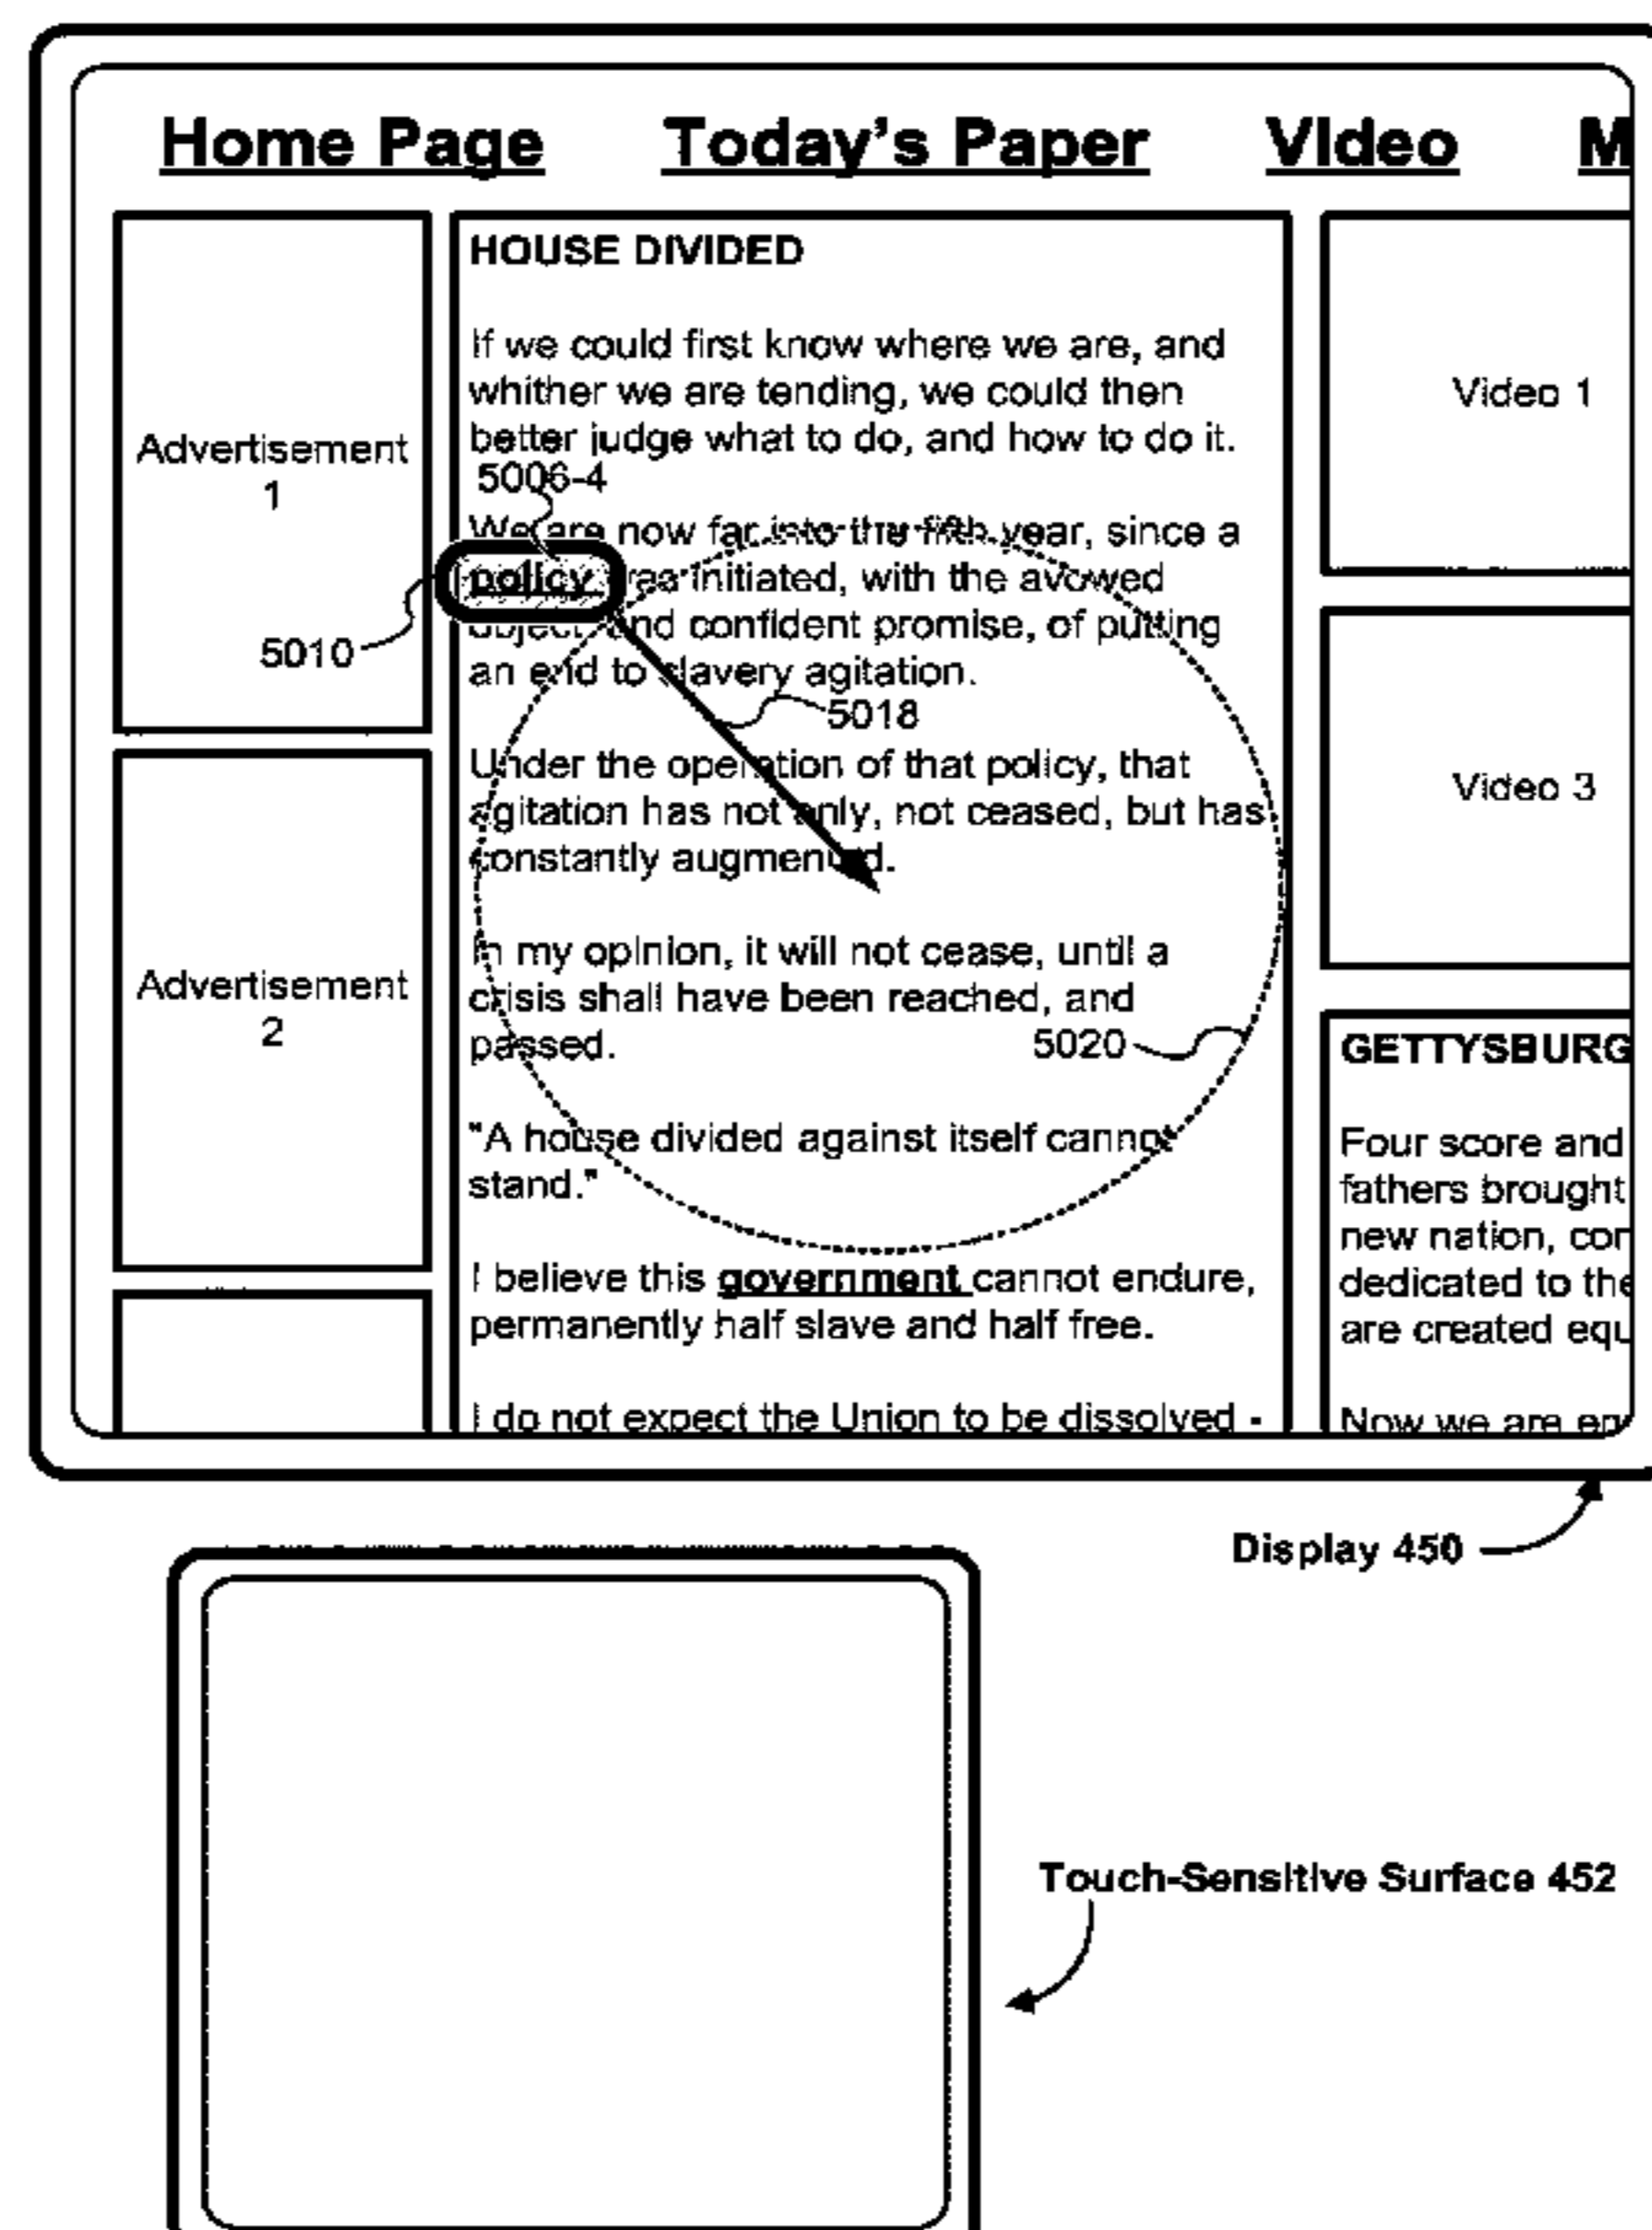 Home Page Today's Paper Video M
Advertisement
1
5010
Advertisement
2
HOUSE DIVIDED
If we could first know where we are, and
whither we are tending, we could then
better judge what to do, and how to do it.
5006-4
We are now far into the fifth year, since a
policy was initiated, with the avowed
object and confident promise, of putting
an end to slavery agitation.
5018
Under the operation of that policy, that
agitation has not only, not ceased, but has
constantly augmented.
In my opinion, it will not cease, until a
crisis shall have been reached, and
passed.
5020
"A house divided against itself cannot
stand."
I believe this government cannot endure,
permanently half slave and half free.
I do not expect the Union to be dissolved -
Video 1
Video 3
GETTYSBURG
Four score and
fathers brought
new nation, con
dedicated to the
are created equ
Now we are en
Display 450
Touch-Sensitive Surface 452